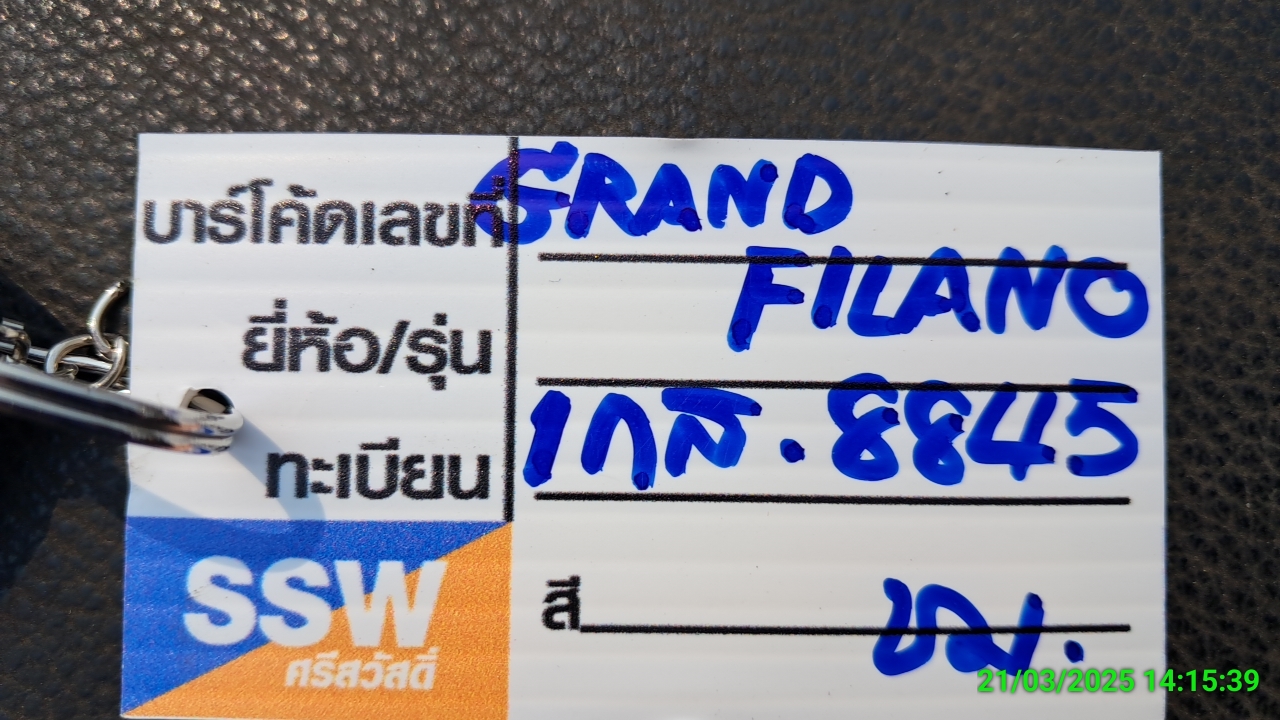 บาร์โค้ดเลขที่ GRAND
FILANO
ยี่ห้อ/รุ่น
ทะเบียน 1กส. 8845
สี ชม.
SSW
ศรีสวัสดิ์
21/03/2025 14:15:39